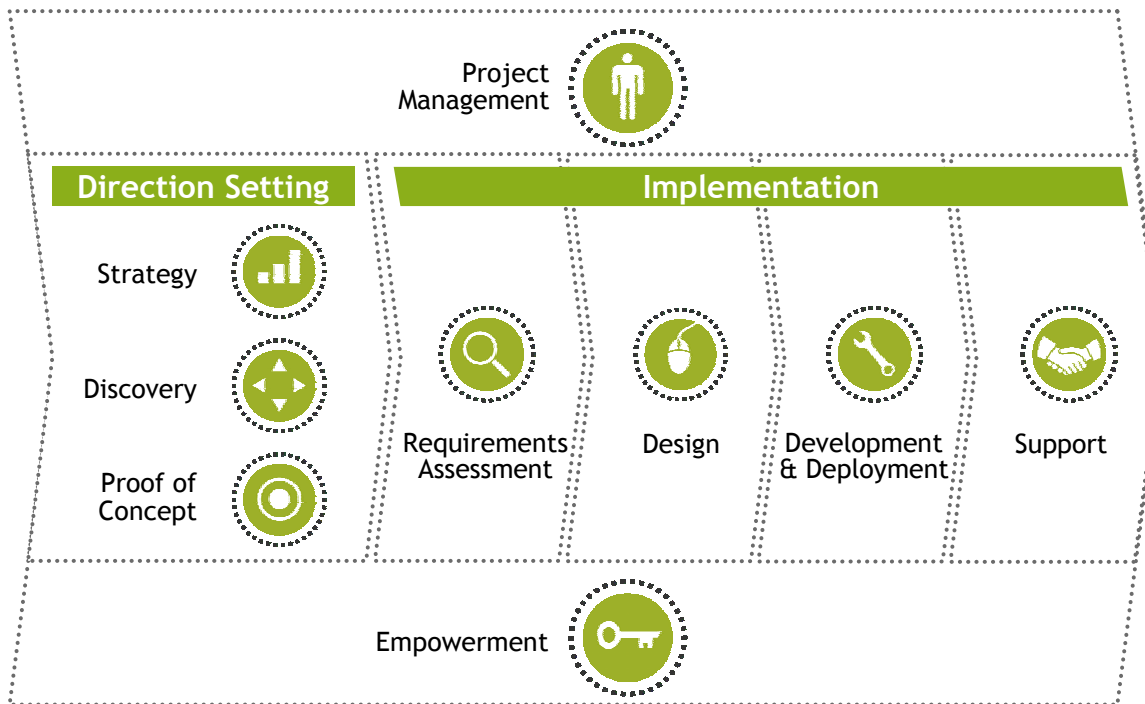 Project
Management
Direction Setting
Implementation
Strategy
Discovery
Proof of
Concept
Requirements
Assessment
Design
Development
& Deployment
Support
Empowerment